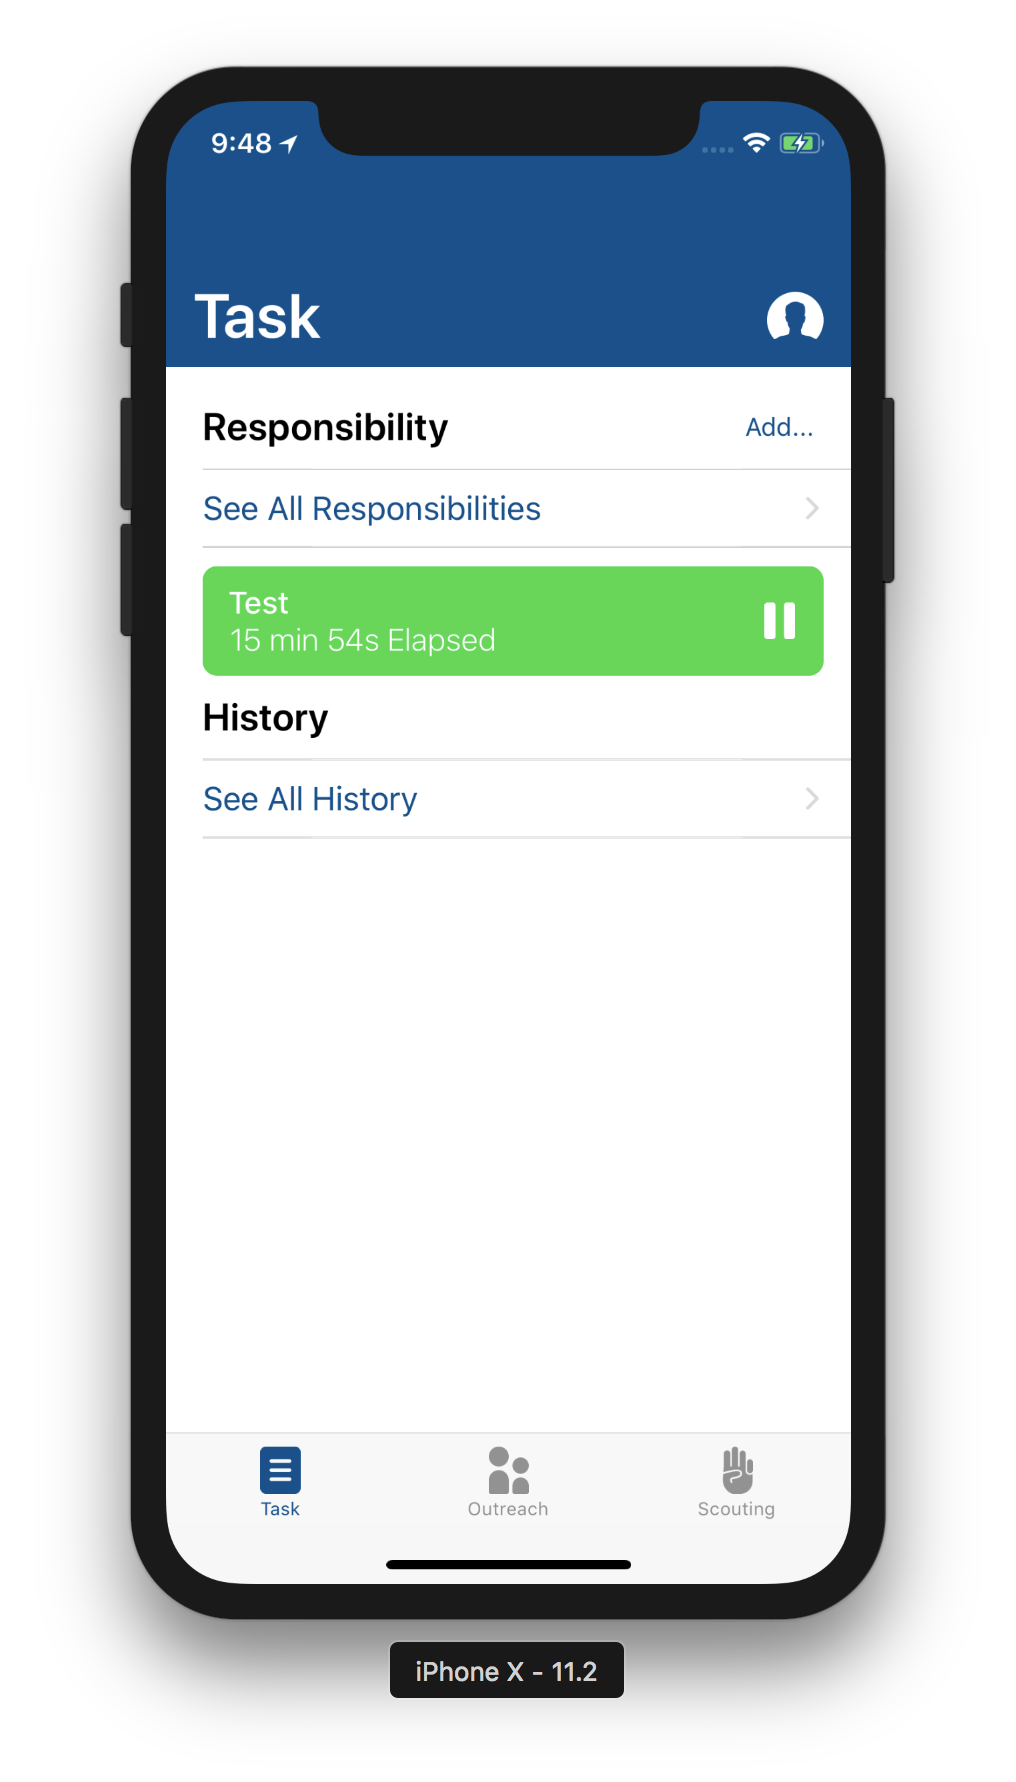 9:48
Task
Responsibility
Add...
See All Responsibilities
Test
15 min 54s Elapsed
History
See All History
Task
Outreach
Scouting
iPhone X - 11.2